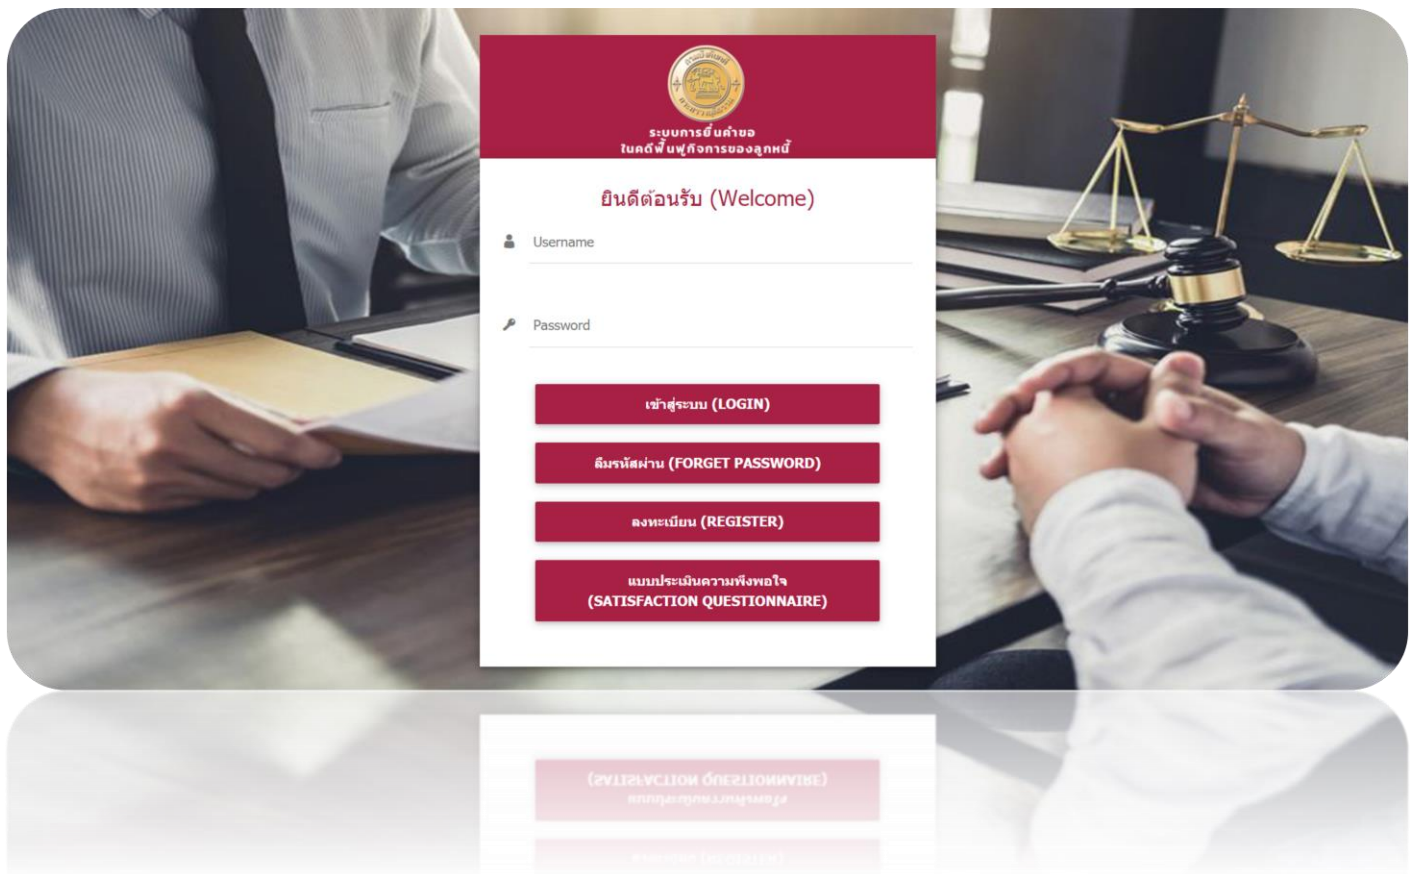 ระบบการยื่นคำขอ
ในคดีฟื้นฟูกิจการของลูกหนี้
ยินดีต้อนรับ (Welcome)
Username
Password
เข้าสู่ระบบ (LOGIN)
ลืมรหัสผ่าน (FORGET PASSWORD)
ลงทะเบียน (REGISTER)
แบบประเมินความพึงพอใจ
(SATISFACTION QUESTIONNAIRE)